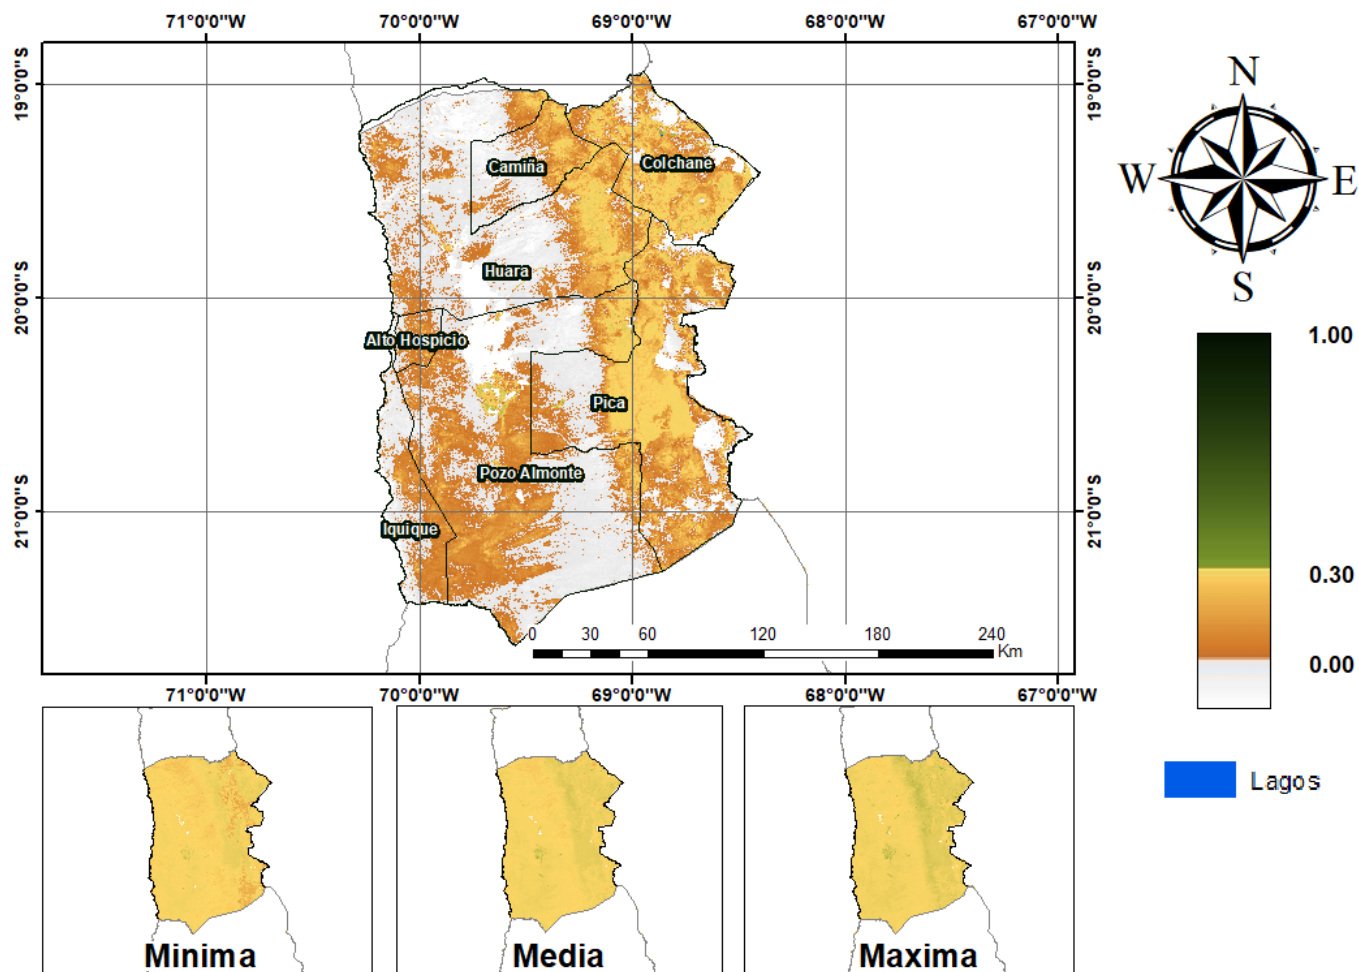 71°0'0"W 70°0'0"W 69°0'0"W 68°0'0"W 67°0'0"W
19°0'0"S
19°0'0"S
20°0'0"S
20°0'0"S
21°0'0"S
21°0'0"S
Camiña
Colchane
Huara
Alto Hospicio
Pica
Pozo Almonte
Iquique
0 30 60 120 180 240
Km
71°0'0"W 70°0'0"W 69°0'0"W 68°0'0"W 67°0'0"W
N
W E
S
1.00
0.30
0.00
Lagos
Minima Media Maxima